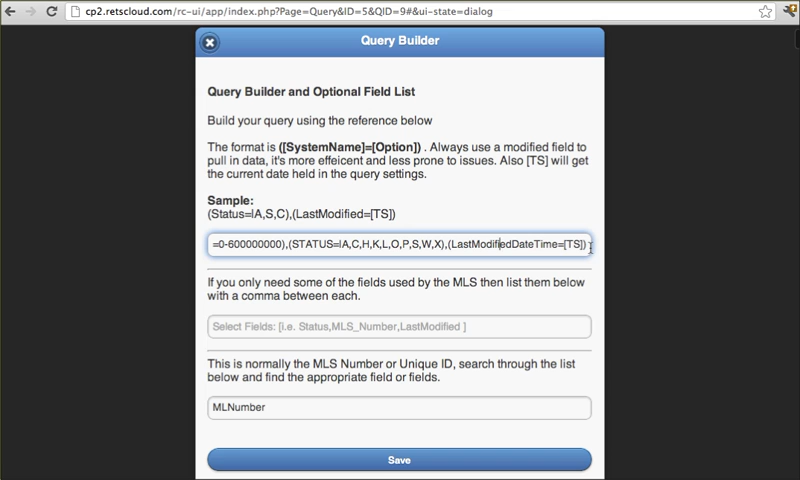 cp2.retscloud.com/rc-ui/app/index.php?Page=Query&ID=5&QID=9#&ui-state=dialog
Query Builder
Query Builder and Optional Field List
Build your query using the reference below
The format is ([SystemName]=[Option]) . Always use a modified field to
pull in data, it's more effeicent and less prone to issues. Also [TS] will get
the current date held in the query settings.
Sample:
(Status=|A,S,C),(LastModified=[TS])
=0-600000000),(STATUS=|A,C,H,K,L,O,P,S,W,X),(LastModifiedDateTime=[TS])
If you only need some of the fields used by the MLS then list them below
with a comma between each.
Select Fields: [i.e. Status,MLS_Number,LastModified ]
This is normally the MLS Number or Unique ID, search through the list
below and find the appropriate field or fields.
MLNumber
Save